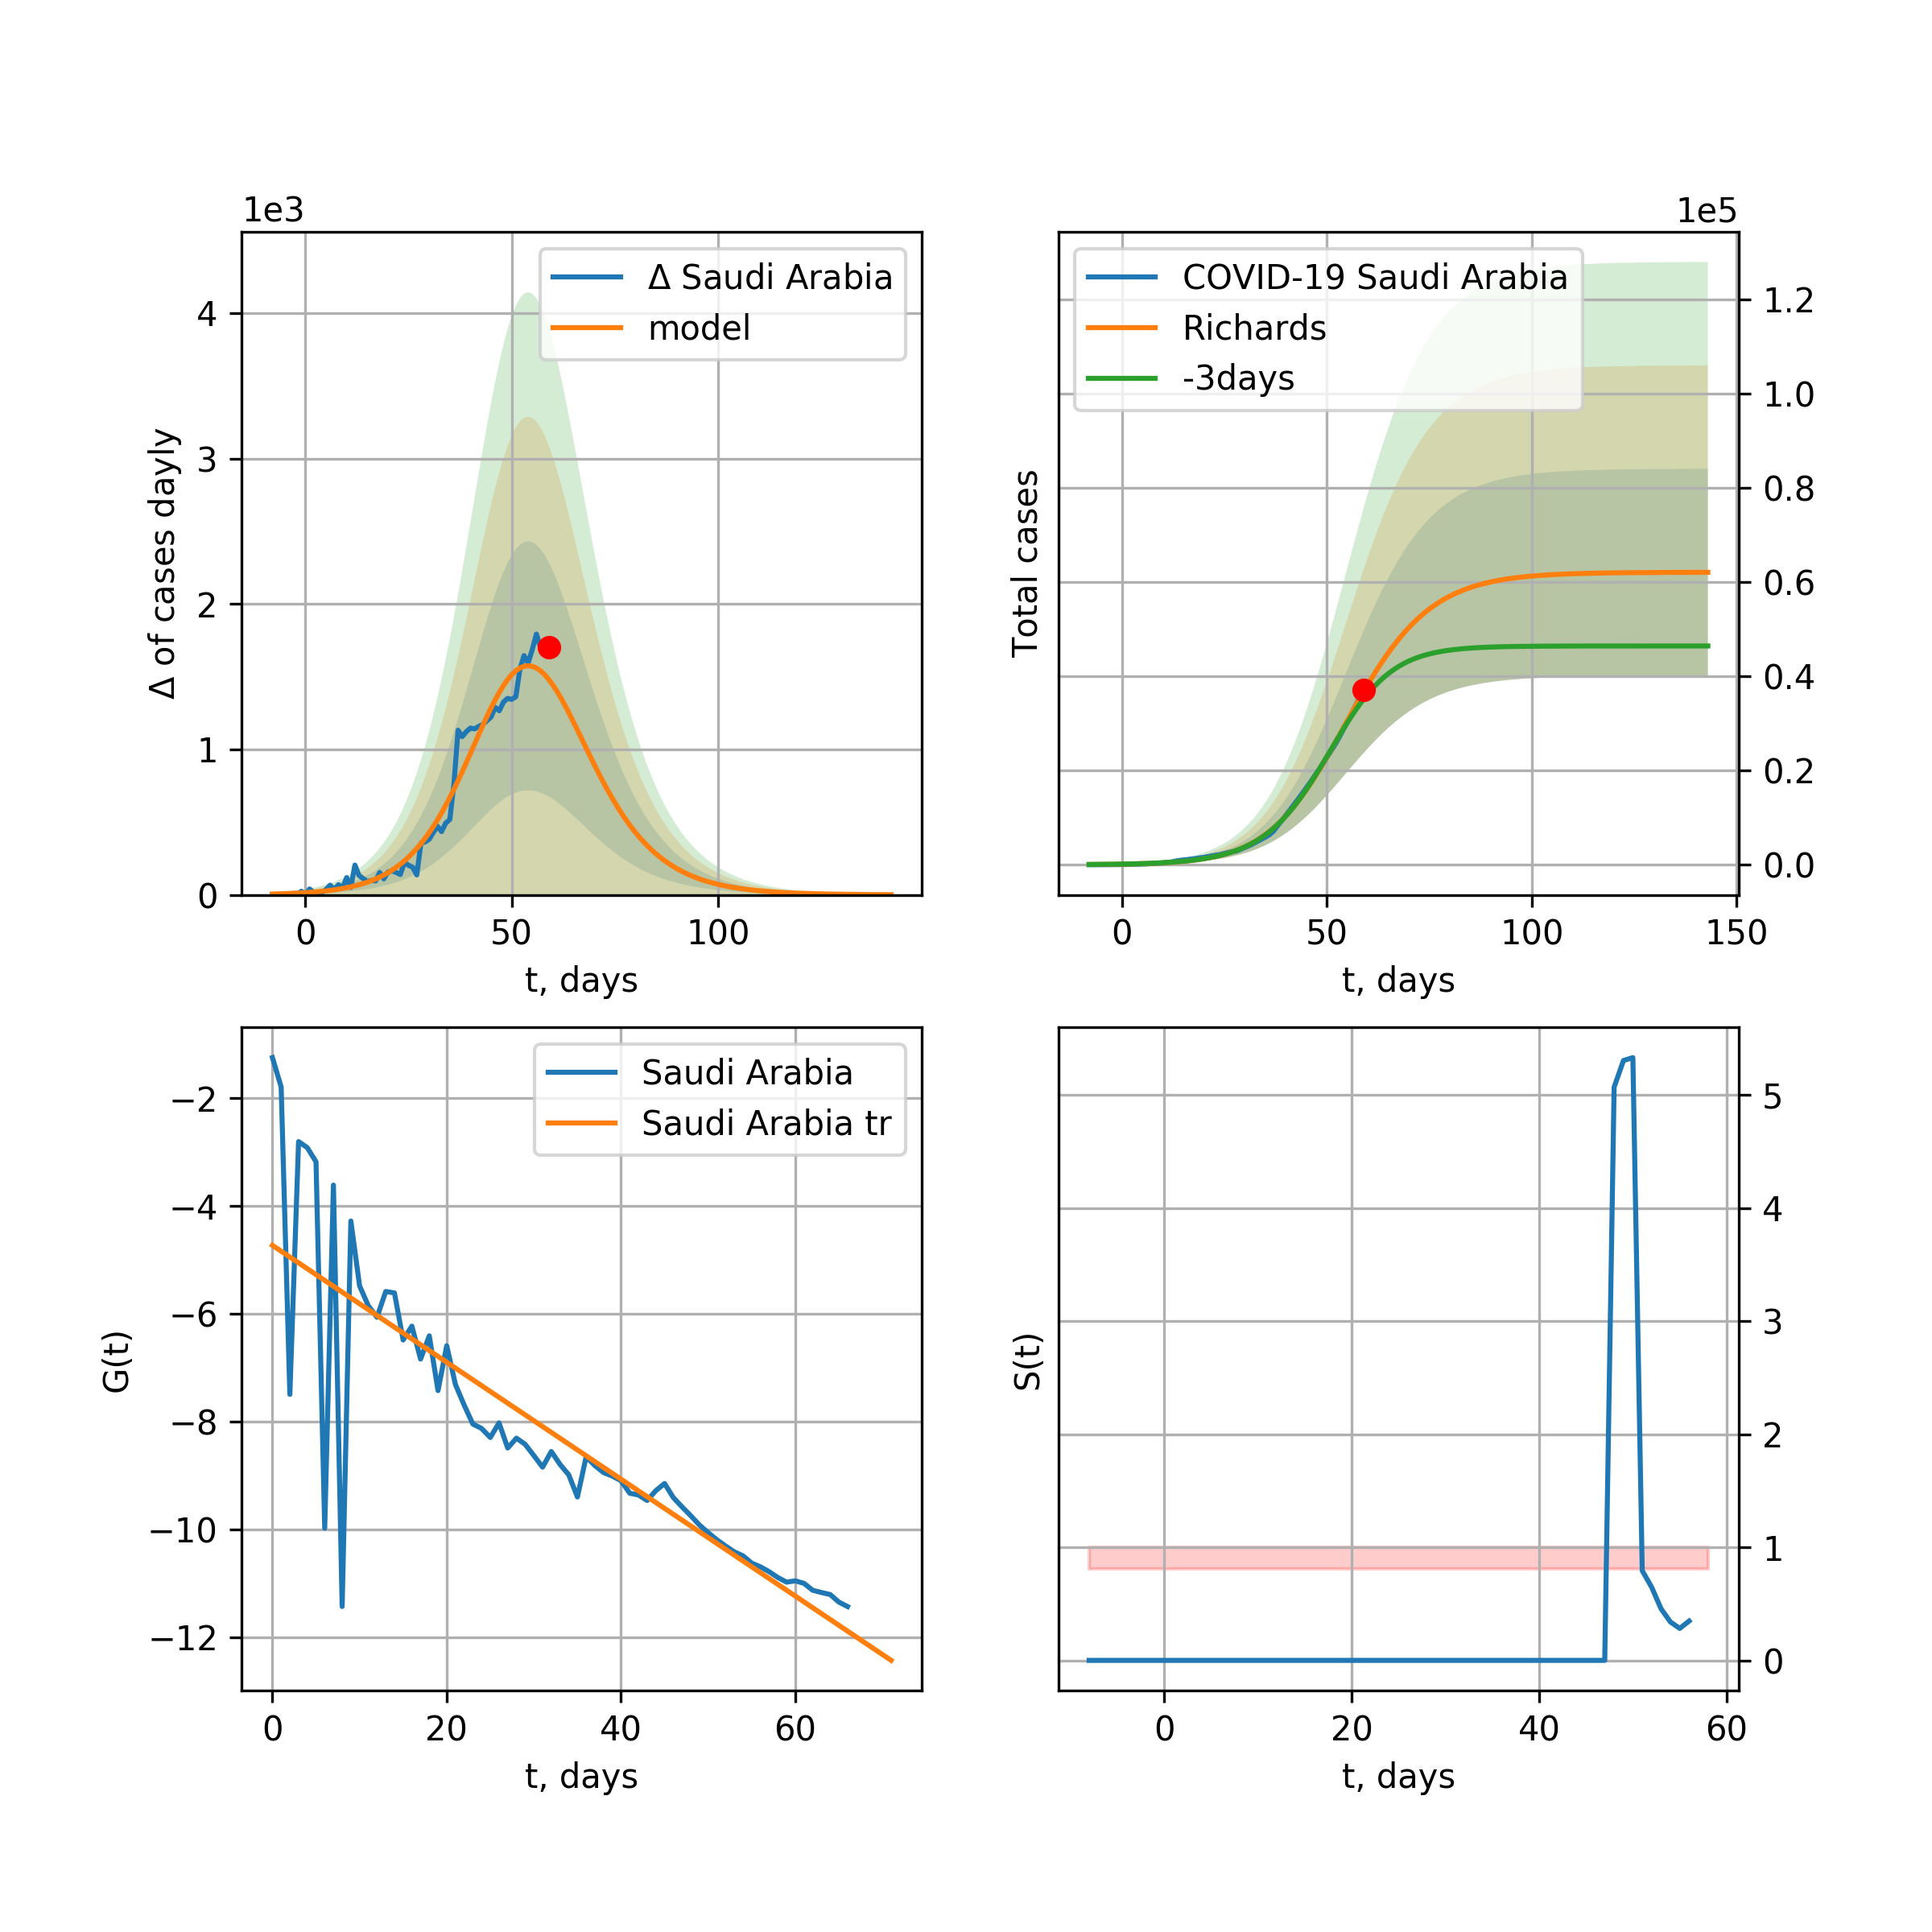 1e3
Δ of cases dayly
4
3
2
1
0
Δ Saudi Arabia
model
0 50 100
t, days
1e5
Total cases
COVID-19 Saudi Arabia
Richards
-3days
1.2
1.0
0.8
0.6
0.4
0.2
0.0
0 50 100 150
t, days
G(t)
−2
−4
−6
−8
−10
−12
Saudi Arabia
Saudi Arabia tr
0 20 40 60
t, days
S(t)
5
4
3
2
1
0
0 20 40 60
t, days